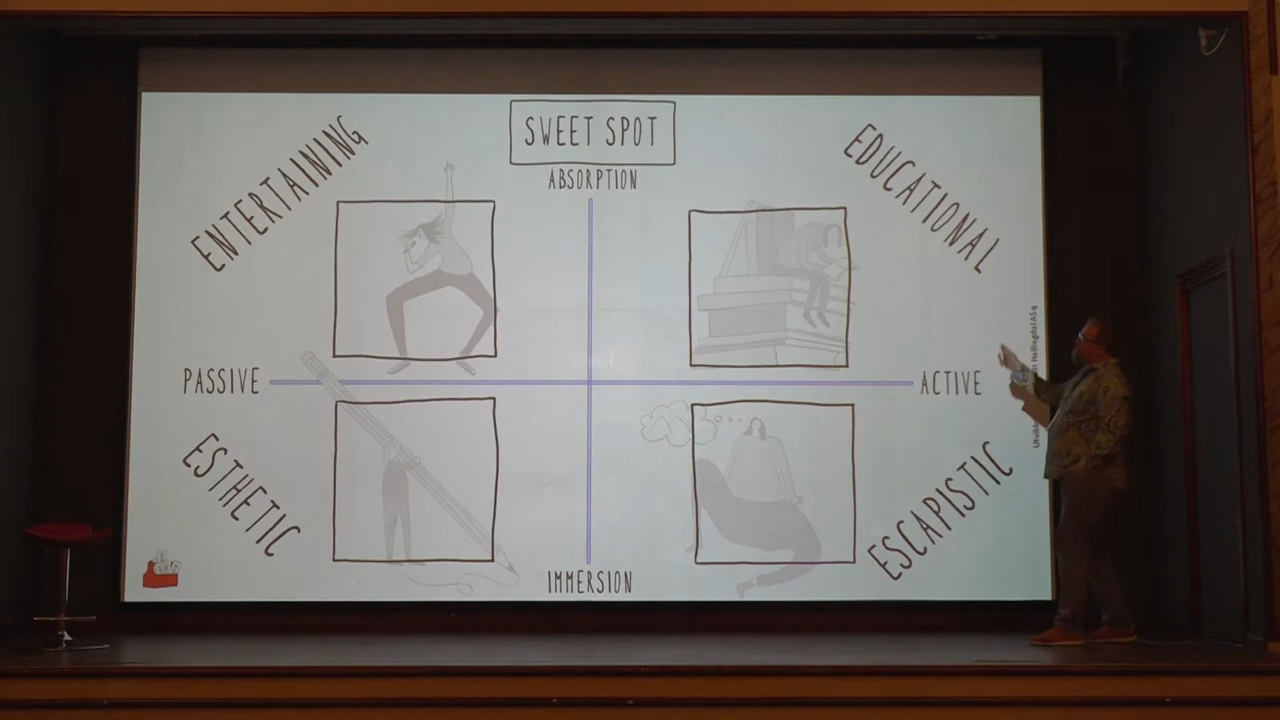 SWEET SPOT
ABSORPTION
ENTERTAINING
EDUCATIONAL
PASSIVE
ACTIVE
ESTHETIC
ESCAPISTIC
IMMERSION